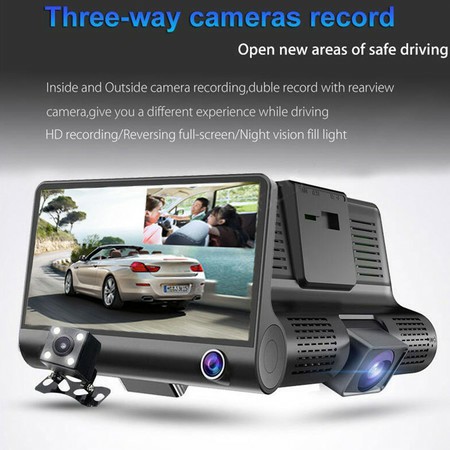 Three-way cameras record
Open new areas of safe driving
Inside and Outside camera recording,duble record with rearview
camera,give you a different experience while driving
HD recording/Reversing full-screen/Night vision fill light